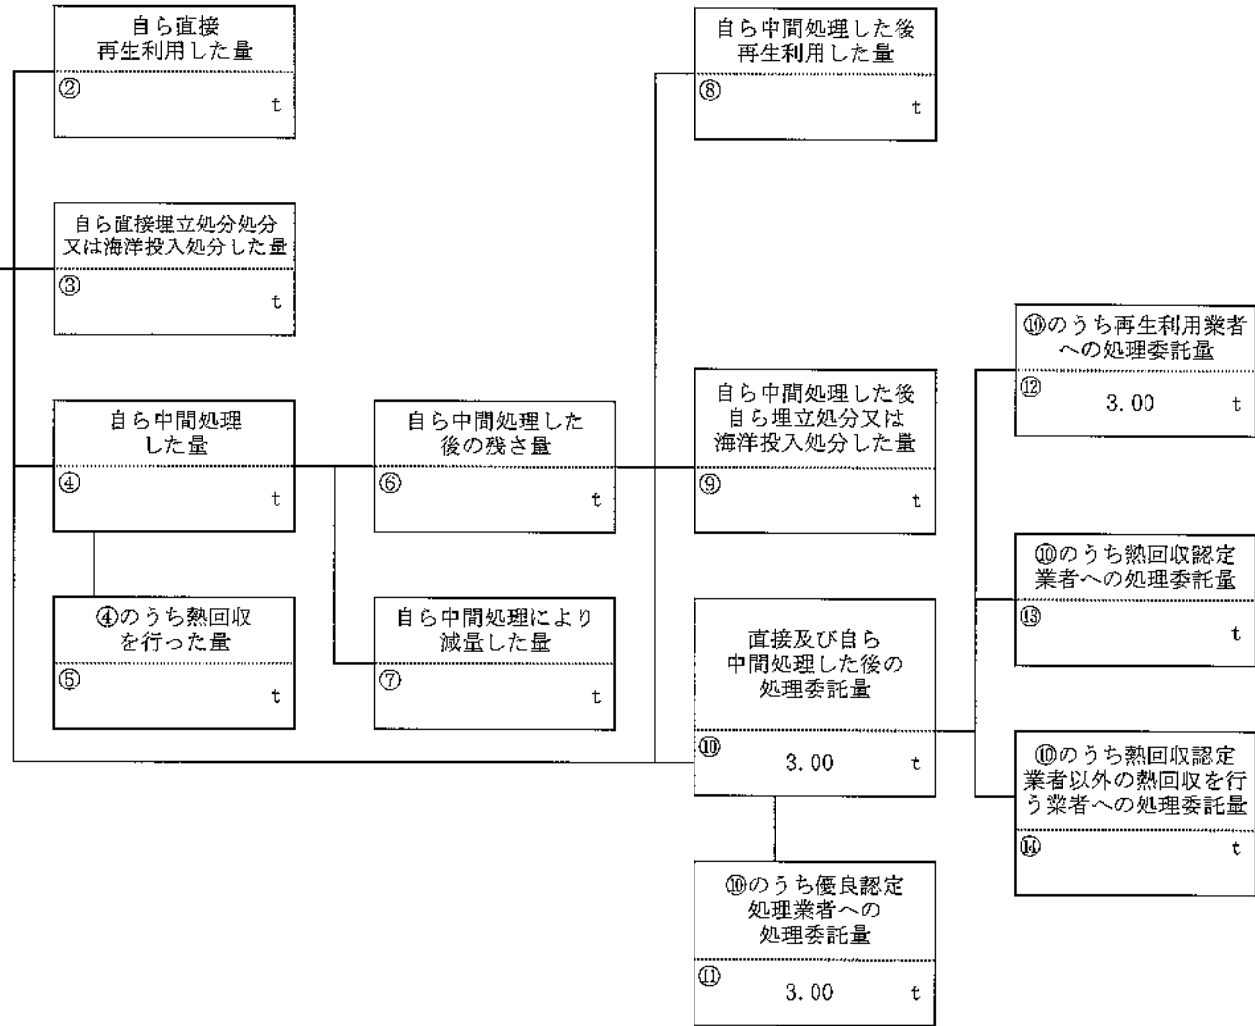 自ら直接
再生利用した量
②
t
自ら中間処理した後
再生利用した量
⑧
t
自ら直接埋立処分処分
又は海洋投入処分した量
③
t
⑩のうち再生利用業者
への処理委託量
⑫
3.00 t
自ら中間処理
した量
④
t
自ら中間処理した
後の残さ量
⑥
t
自ら中間処理した後
自ら埋立処分又は
海洋投入処分した量
⑨
t
⑩のうち熱回収認定
業者への処理委託量
⑬
t
④のうち熱回収
を行った量
⑤
t
自ら中間処理により
減量した量
⑦
t
直接及び自ら
中間処理した後の
処理委託量
⑩
3.00 t
⑩のうち熱回収認定
業者以外の熱回収を行
う業者への処理委託量
⑭
t
⑩のうち優良認定
処理業者への
処理委託量
⑪
3.00 t